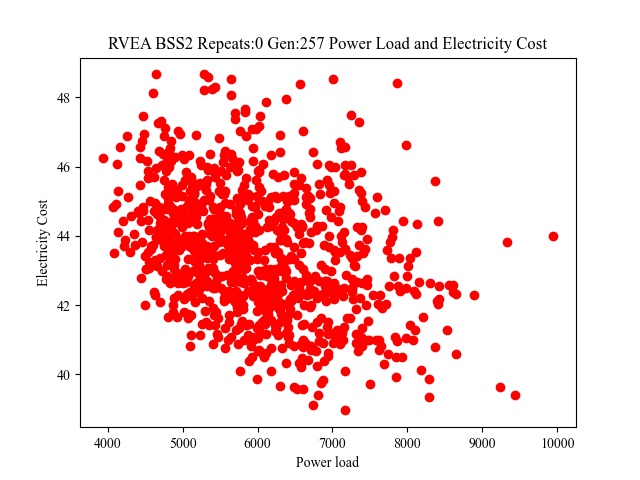 RVEA BSS2 Repeats:0 Gen:257 Power Load and Electricity Cost
Electricity Cost
48
46
44
42
40
4000 5000 6000 7000 8000 9000 10000
Power load